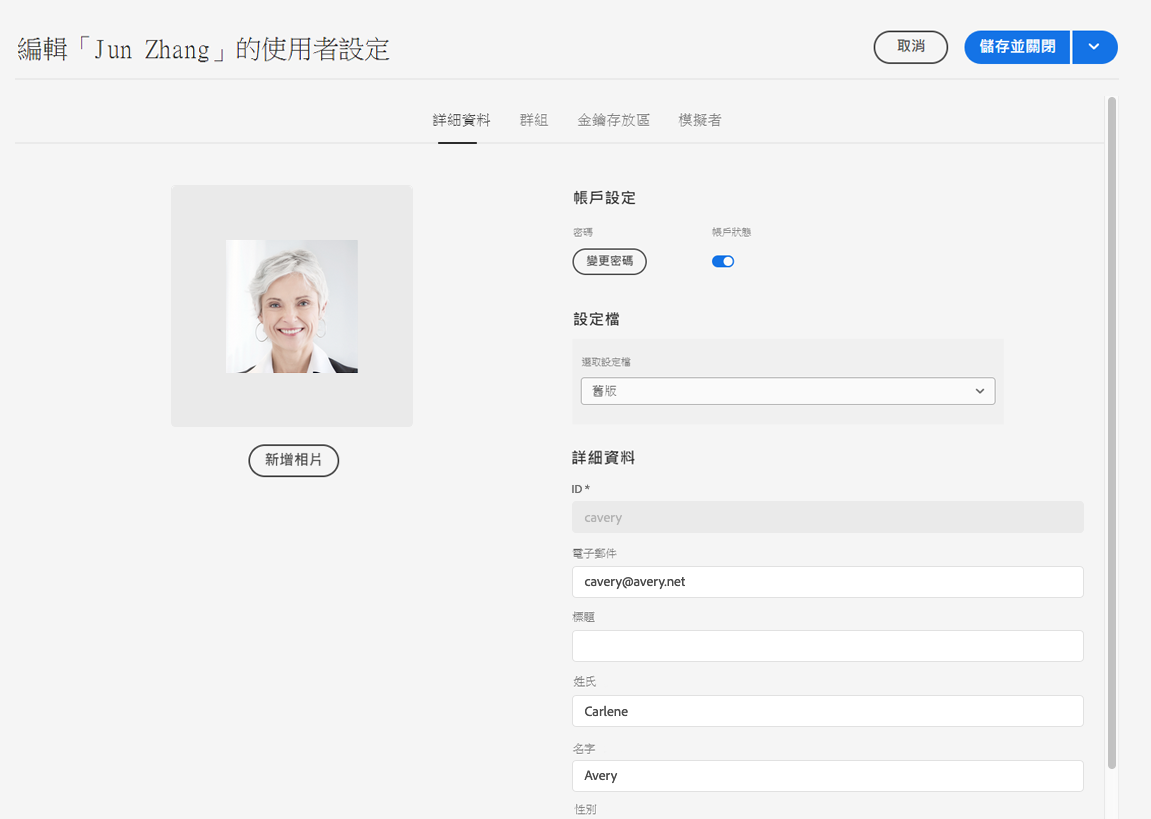 編輯「Jun Zhang」的使用者設定
取消
儲存並關閉
詳細資料 群組 金鑰存放區 模擬者
帳戶設定
密碼 帳戶狀態
變更密碼
設定檔
選取設定檔
舊版
新增相片
詳細資料
ID *
cavery
電子郵件
cavery@avery.net
標題
姓氏
Carlene
名字
Avery
性別